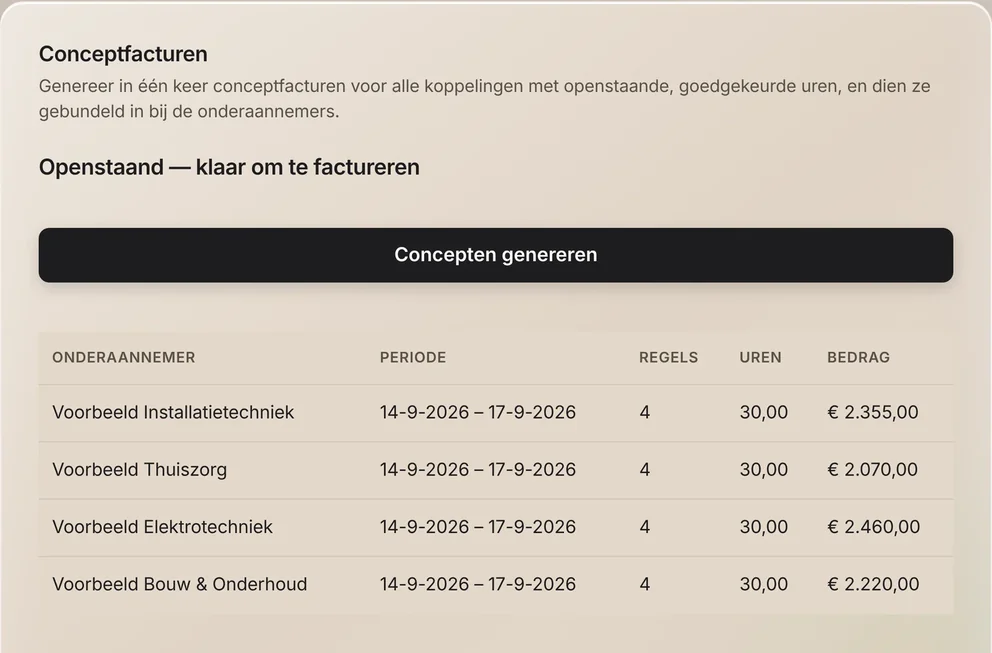 Conceptfacturen
Genereer in één keer conceptfacturen voor alle koppelingen met openstaande, goedgekeurde uren, en dien ze
gebundeld in bij de onderaannemers.
Openstaand — klaar om te factureren
Concepten genereren
ONDERAANNEMER PERIODE REGELS UREN BEDRAG
Voorbeeld Installatietechniek 14-9-2026 – 17-9-2026 4 30,00 € 2.355,00
Voorbeeld Thuiszorg 14-9-2026 – 17-9-2026 4 30,00 € 2.070,00
Voorbeeld Elektrotechniek 14-9-2026 – 17-9-2026 4 30,00 € 2.460,00
Voorbeeld Bouw & Onderhoud 14-9-2026 – 17-9-2026 4 30,00 € 2.220,00